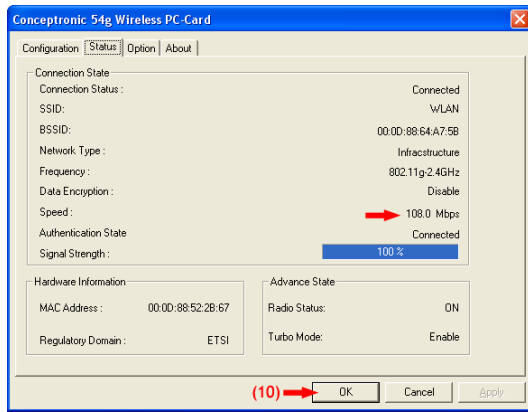 Conceptronic 54g Wireless PC-Card
Configuration Status Option About
Connection State
Connection Status : Connected
SSID: WLAN
BSSID: 00:0D:88:64:A7:5B
Network Type : Infracstructure
Frequency : 802.11g-2.4GHz
Data Encryption : Disable
Speed : 108.0 Mbps
Authentication State Connected
Signal Strength : 100 %
Hardware Information
MAC Address : 00:0D:88:52:2B:67
Regulatory Domain : ETSI
Advance State
Radio Status: ON
Turbo Mode: Enable
(10) OK Cancel Apply